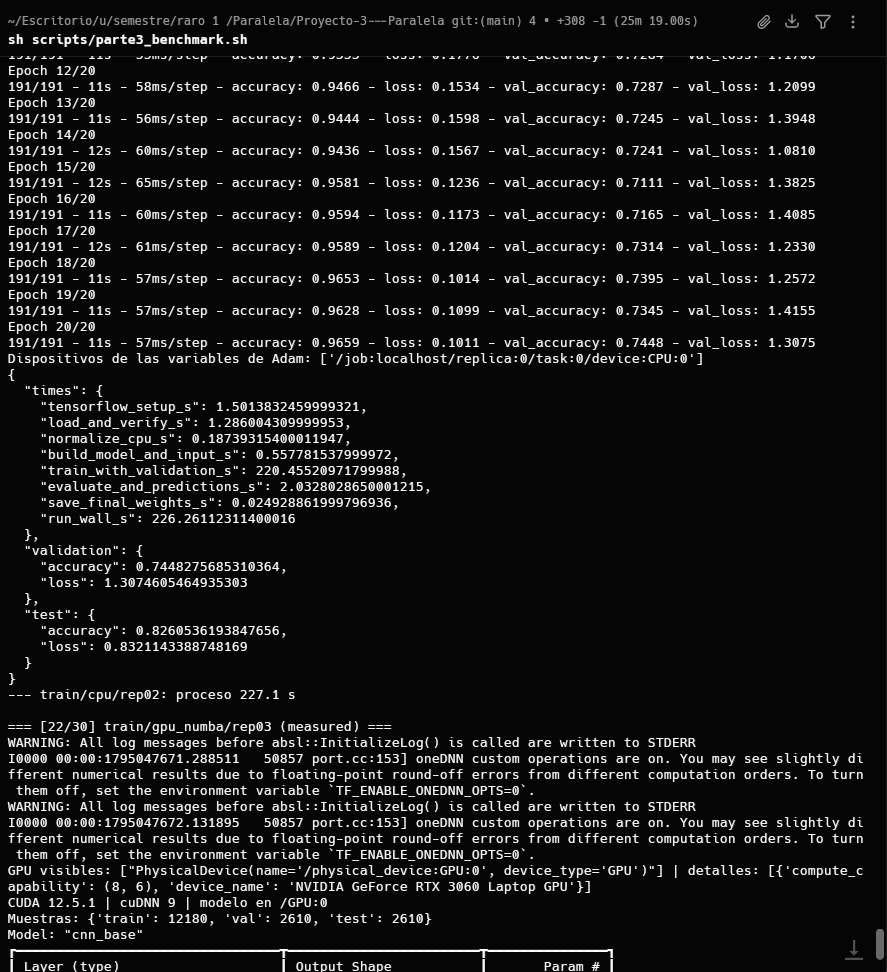 ~/Escritorio/u/semestre/raro 1 /Paralela/Proyecto-3---Paralela git:(main) 4 • +308 -1 (25m 19.00s)
sh scripts/parte3_benchmark.sh
Epoch 12/20
191/191 - 11s - 58ms/step - accuracy: 0.9466 - loss: 0.1534 - val_accuracy: 0.7287 - val_loss: 1.2099
Epoch 13/20
191/191 - 11s - 56ms/step - accuracy: 0.9444 - loss: 0.1598 - val_accuracy: 0.7245 - val_loss: 1.3948
Epoch 14/20
191/191 - 12s - 60ms/step - accuracy: 0.9436 - loss: 0.1567 - val_accuracy: 0.7241 - val_loss: 1.0810
Epoch 15/20
191/191 - 12s - 65ms/step - accuracy: 0.9581 - loss: 0.1236 - val_accuracy: 0.7111 - val_loss: 1.3825
Epoch 16/20
191/191 - 11s - 60ms/step - accuracy: 0.9594 - loss: 0.1173 - val_accuracy: 0.7165 - val_loss: 1.4085
Epoch 17/20
191/191 - 12s - 61ms/step - accuracy: 0.9589 - loss: 0.1204 - val_accuracy: 0.7314 - val_loss: 1.2330
Epoch 18/20
191/191 - 11s - 57ms/step - accuracy: 0.9653 - loss: 0.1014 - val_accuracy: 0.7395 - val_loss: 1.2572
Epoch 19/20
191/191 - 11s - 57ms/step - accuracy: 0.9628 - loss: 0.1099 - val_accuracy: 0.7345 - val_loss: 1.4155
Epoch 20/20
191/191 - 11s - 57ms/step - accuracy: 0.9659 - loss: 0.1011 - val_accuracy: 0.7448 - val_loss: 1.3075
Dispositivos de las variables de Adam: ['/job:localhost/replica:0/task:0/device:CPU:0']
{
  "times": {
    "tensorflow_setup_s": 1.5013832459999321,
    "load_and_verify_s": 1.286004309999953,
    "normalize_cpu_s": 0.18739315400011947,
    "build_model_and_input_s": 0.557781537999972,
    "train_with_validation_s": 220.45520971799988,
    "evaluate_and_predictions_s": 2.0328028650001215,
    "save_final_weights_s": 0.024928861999796936,
    "run_wall_s": 226.26112311400016
  },
  "validation": {
    "accuracy": 0.7448275685310364,
    "loss": 1.3074605464935303
  },
  "test": {
    "accuracy": 0.8260536193847656,
    "loss": 0.8321143388748169
  }
}
--- train/cpu/rep02: proceso 227.1 s
=== [22/30] train/gpu_numba/rep03 (measured) ===
WARNING: All log messages before absl::InitializeLog() is called are written to STDERR
I0000 00:00:1795047671.288511   50857 port.cc:153] oneDNN custom operations are on. You may see slightly di
fferent numerical results due to floating-point round-off errors from different computation orders. To turn
 them off, set the environment variable `TF_ENABLE_ONEDNN_OPTS=0`.
WARNING: All log messages before absl::InitializeLog() is called are written to STDERR
I0000 00:00:1795047672.131895   50857 port.cc:153] oneDNN custom operations are on. You may see slightly di
fferent numerical results due to floating-point round-off errors from different computation orders. To turn
 them off, set the environment variable `TF_ENABLE_ONEDNN_OPTS=0`.
GPU visibles: ["PhysicalDevice(name='/physical_device:GPU:0', device_type='GPU')"] | detalles: [{'compute_c
apability': (8, 6), 'device_name': 'NVIDIA GeForce RTX 3060 Laptop GPU'}]
CUDA 12.5.1 | cuDNN 9 | modelo en /GPU:0
Muestras: {'train': 12180, 'val': 2610, 'test': 2610}
Model: "cnn_base"
Layer (type) Output Shape Param #